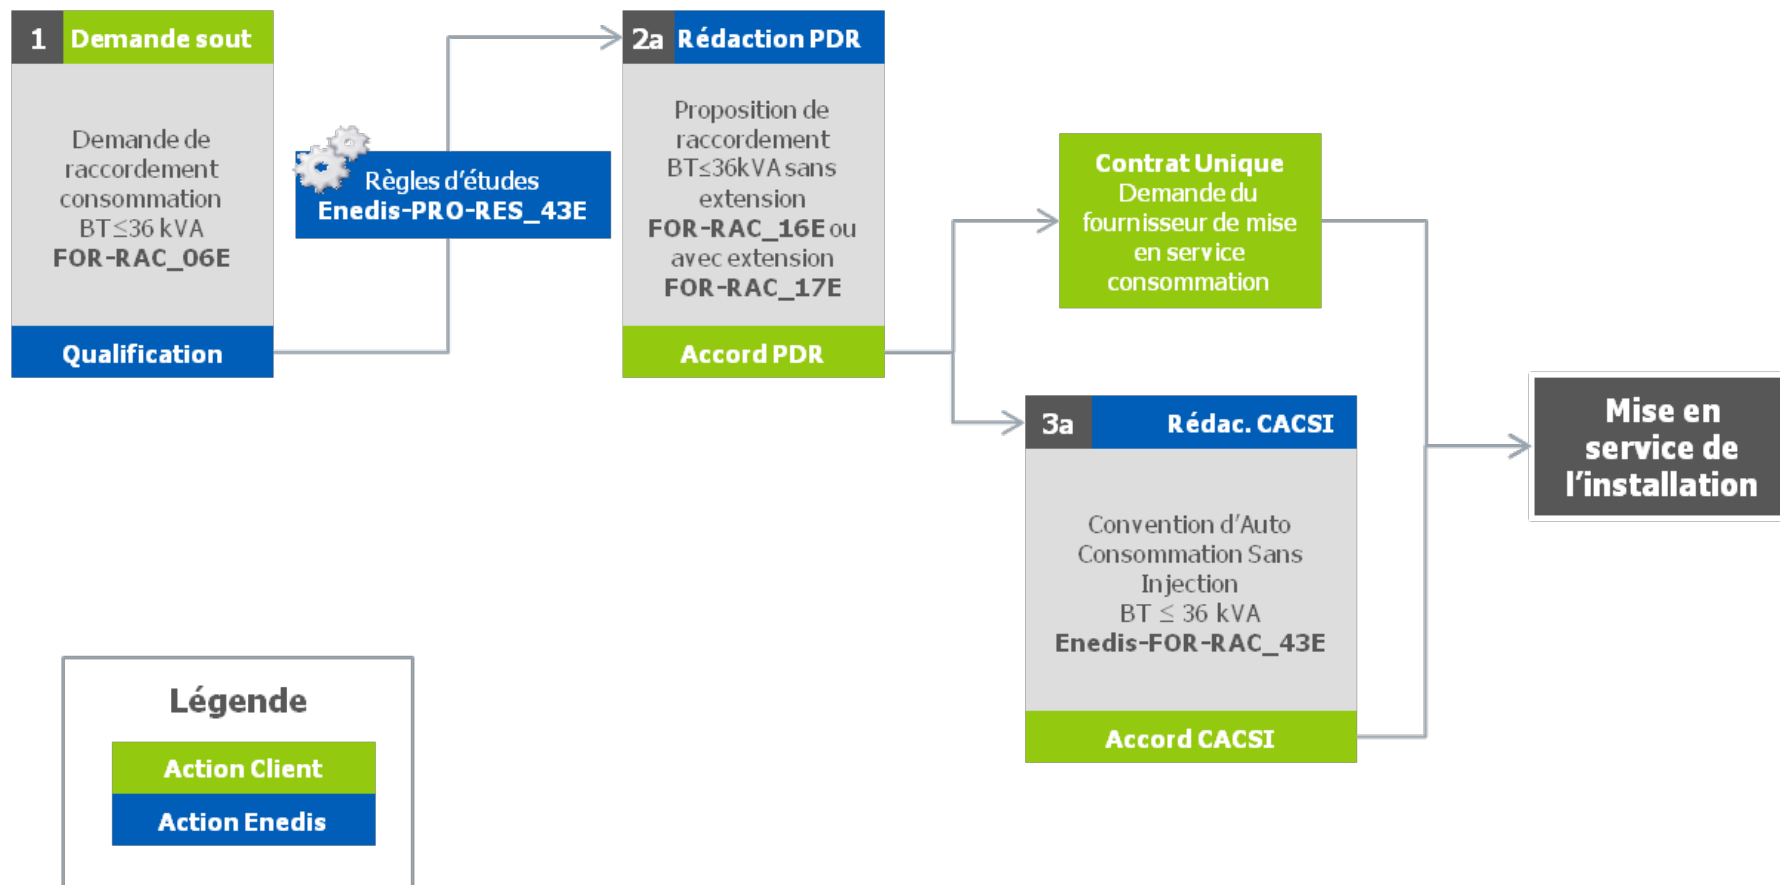 1 Demande sout
Demande de
raccordement
consommation
BT≤36 kVA
FOR-RAC_06E
Qualification
Règles d'études
Enedis-PRO-RES_43E
2a Rédaction PDR
Proposition de
raccordement
BT≤36kVA sans
extension
FOR-RAC_16E ou
avec extension
FOR-RAC_17E
Accord PDR
Contrat Unique
Demande du
fournisseur de mise
en service
consommation
3a Rédac. CACSI
Convention d'Auto
Consommation Sans
Injection
BT ≤ 36 kVA
Enedis-FOR-RAC_43E
Accord CACSI
Mise en
service de
l'installation
Légende
Action Client
Action Enedis